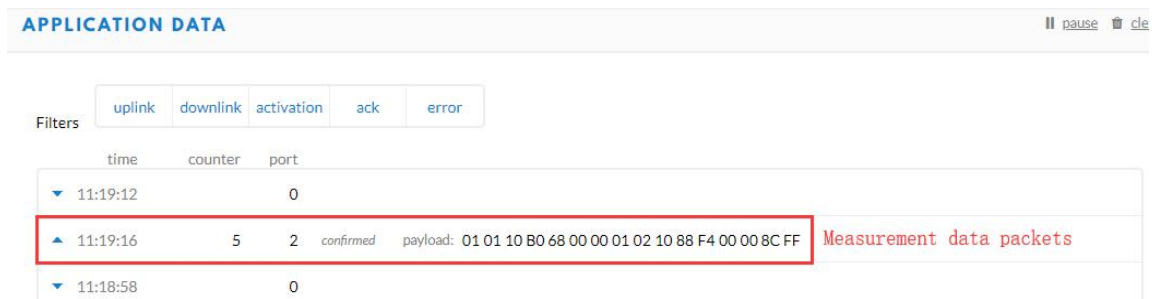 APPLICATION DATA
pause cle
Filters uplink downlink activation ack error
time counter port
11:19:12 0
11:19:16 5 2 confirmed payload: 01 01 10 B0 68 00 00 01 02 10 88 F4 00 00 8C FF Measurement data packets
11:18:58 0